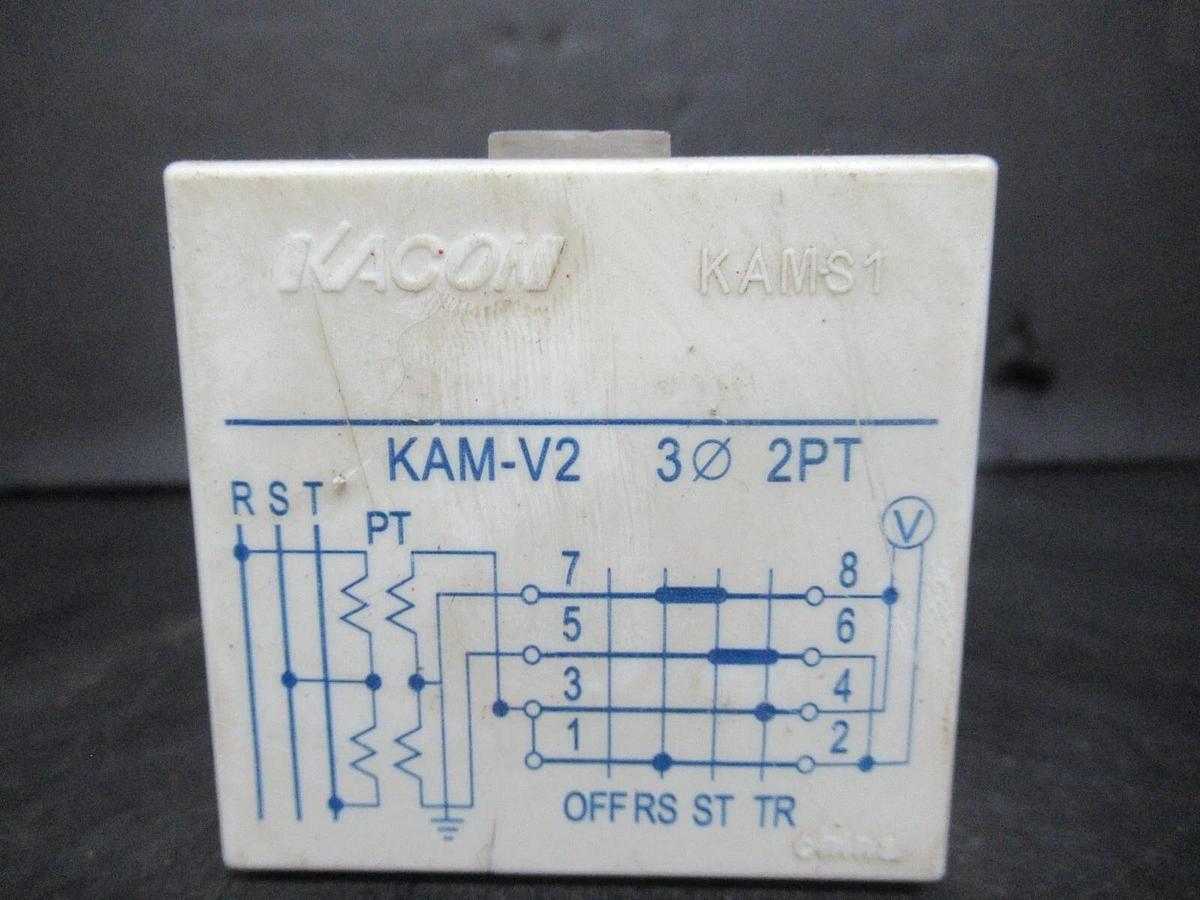 KACON KAMS1
KAM-V2 3Ø 2PT
R S T
PT
V
7 8
5 6
3 4
1 2
OFF RS ST TR
china